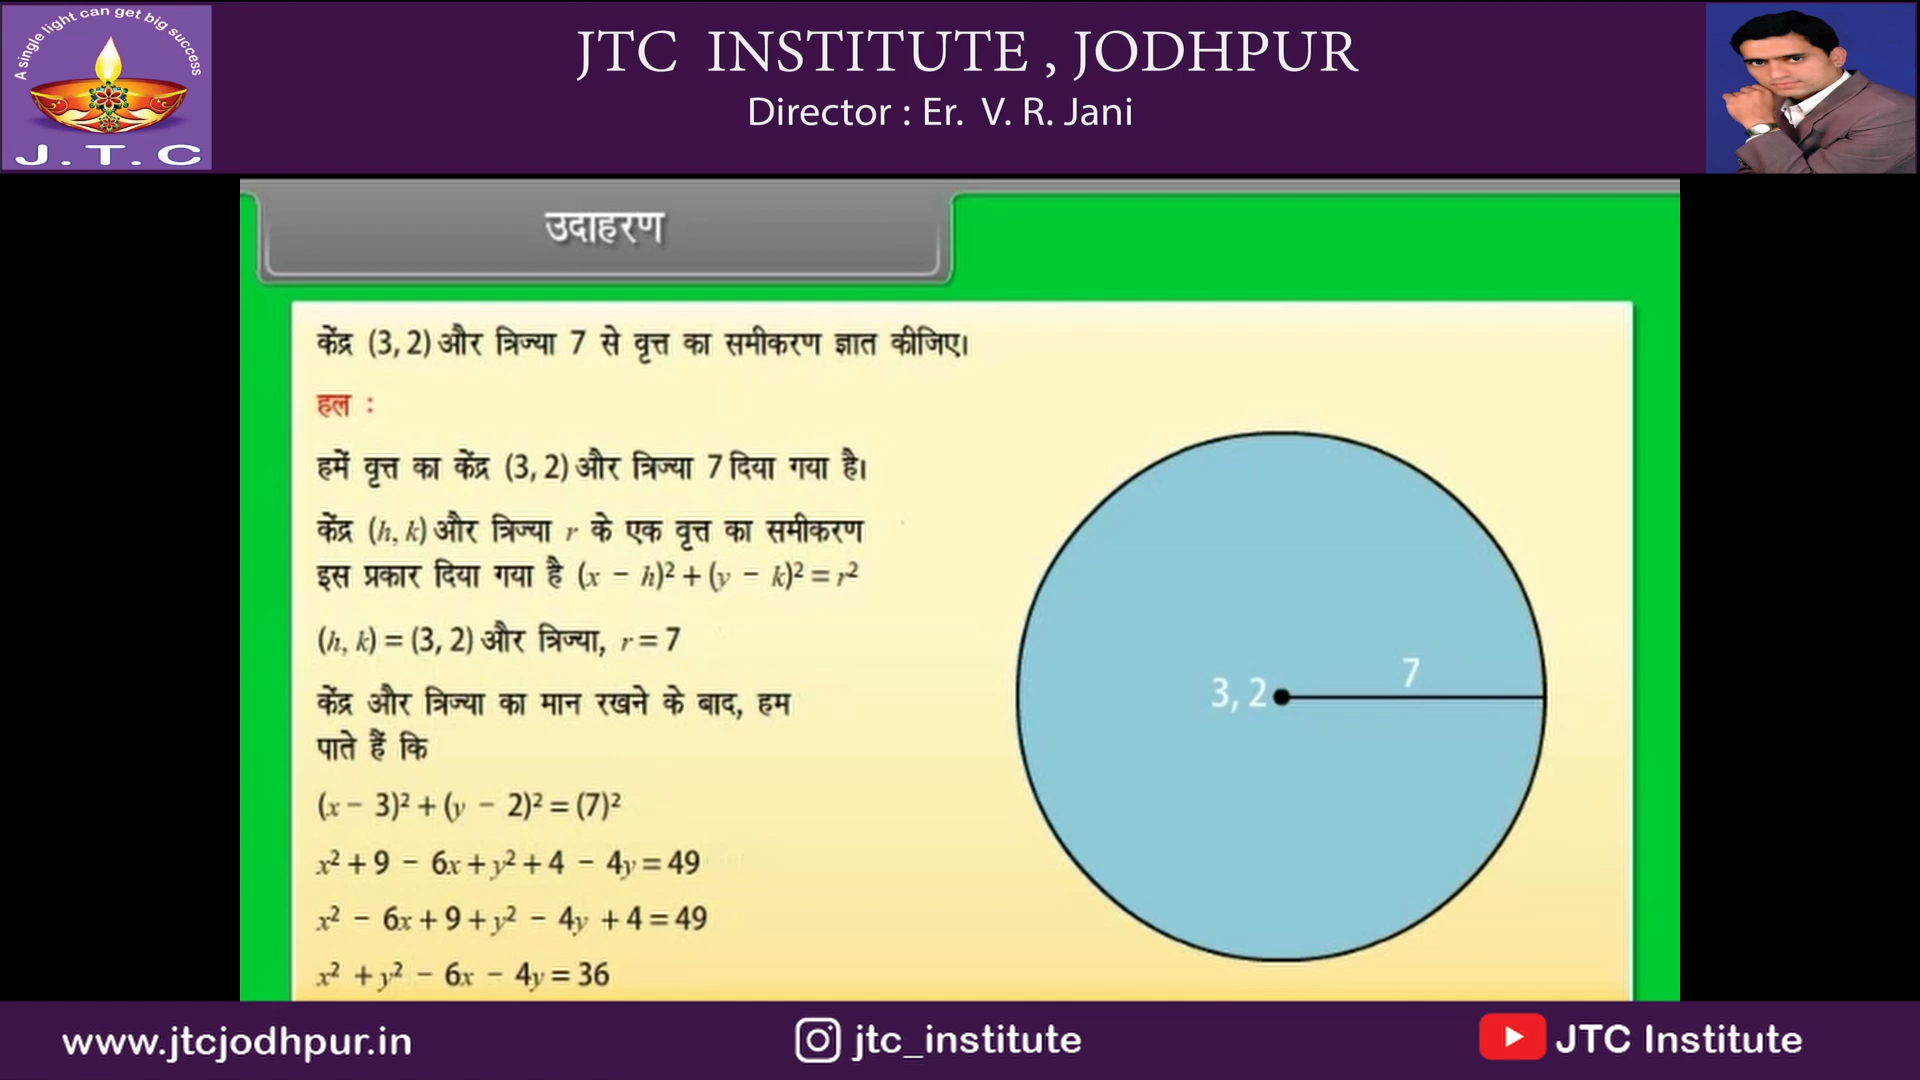 A single light can get big success
J.T.C
JTC INSTITUTE , JODHPUR
Director : Er. V. R. Jani
उदाहरण
केंद्र (3, 2) और त्रिज्या 7 से वृत्त का समीकरण ज्ञात कीजिए।
हल :
हमें वृत्त का केंद्र (3, 2) और त्रिज्या 7 दिया गया है।
केंद्र (h, k) और त्रिज्या r के एक वृत्त का समीकरण
इस प्रकार दिया गया है (x − h)² + (y − k)² = r²
(h, k) = (3, 2) और त्रिज्या, r = 7
केंद्र और त्रिज्या का मान रखने के बाद, हम
पाते हैं कि
(x − 3)² + (y − 2)² = (7)²
x² + 9 − 6x + y² + 4 − 4y = 49
x² − 6x + 9 + y² − 4y + 4 = 49
x² + y² − 6x − 4y = 36
3, 2
7
www.jtcjodhpur.in
jtc_institute
JTC Institute